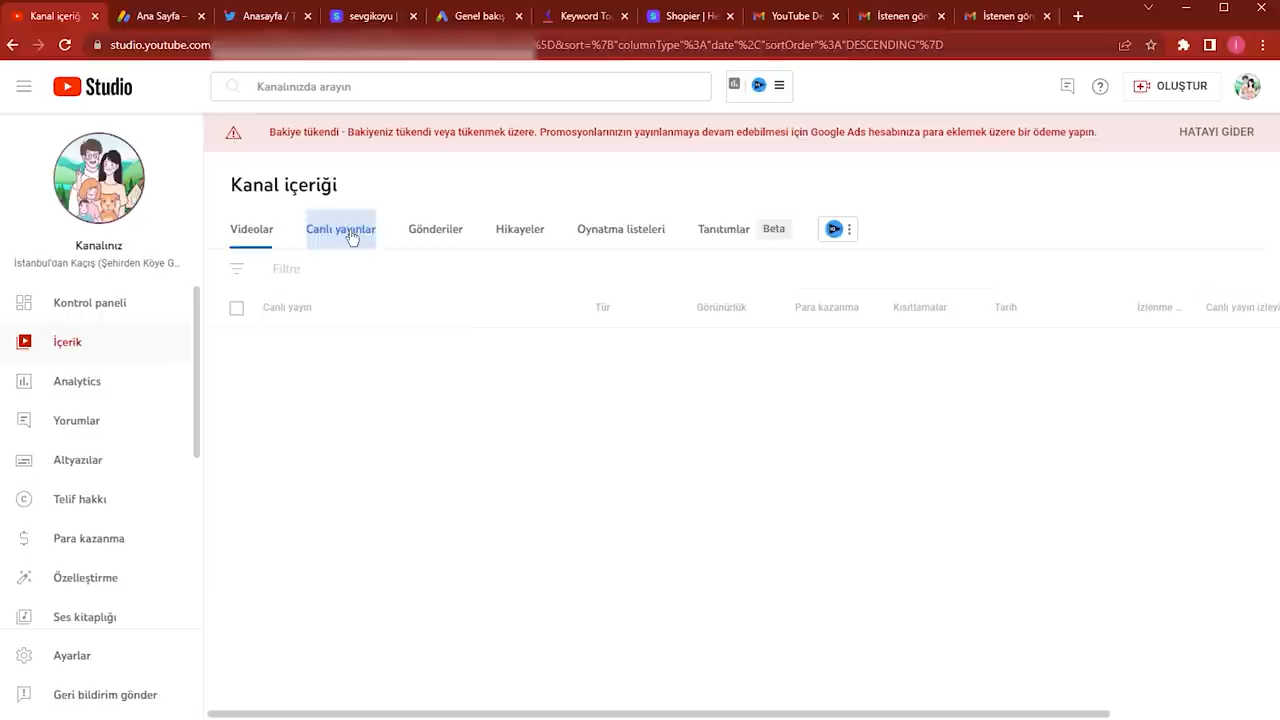 Kanal içeriği
Ana Sayfa –
Anasayfa / T
sevgikoyu |
Genel bakış
Keyword To
Shopier | He
YouTube De
İstenen gön
İstenen görü
studio.youtube.com
5D&sort=%7B"columnType"%3A"date"%2C"sortOrder"%3A"DESCENDING"%7D
Studio
Kanalınızda arayın
OLUŞTUR
Bakiye tükendi - Bakiyeniz tükendi veya tükenmek üzere. Promosyonlarınızın yayınlanmaya devam edebilmesi için Google Ads hesabınıza para eklemek üzere bir ödeme yapın.
HATAYI GİDER
Kanalınız
İstanbul'dan Kaçış (Şehirden Köye G...
Kontrol paneli
İçerik
Analytics
Yorumlar
Altyazılar
Telif hakkı
Para kazanma
Özelleştirme
Ses kitaplığı
Ayarlar
Geri bildirim gönder
Kanal içeriği
Videolar
Canlı yayınlar
Gönderiler
Hikayeler
Oynatma listeleri
Tanıtımlar
Beta
Filtre
Canlı yayın
Tür
Görünürlük
Para kazanma
Kısıtlamalar
Tarih
İzlenme ...
Canlı yayın izleyi